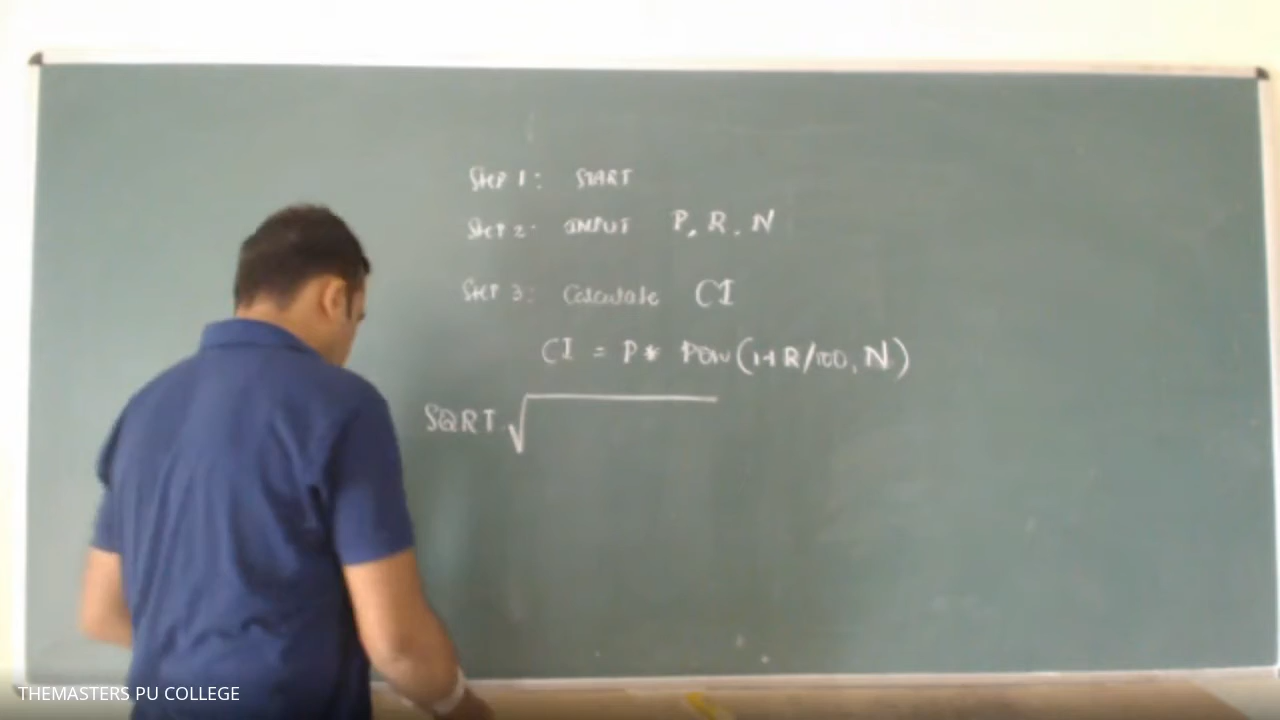 STEP 1: START
STEP 2: INPUT P, R, N
STEP 3: Calculate CI
CI = P * POW(1+R/100, N)
SQRT √
THEMASTERS PU COLLEGE